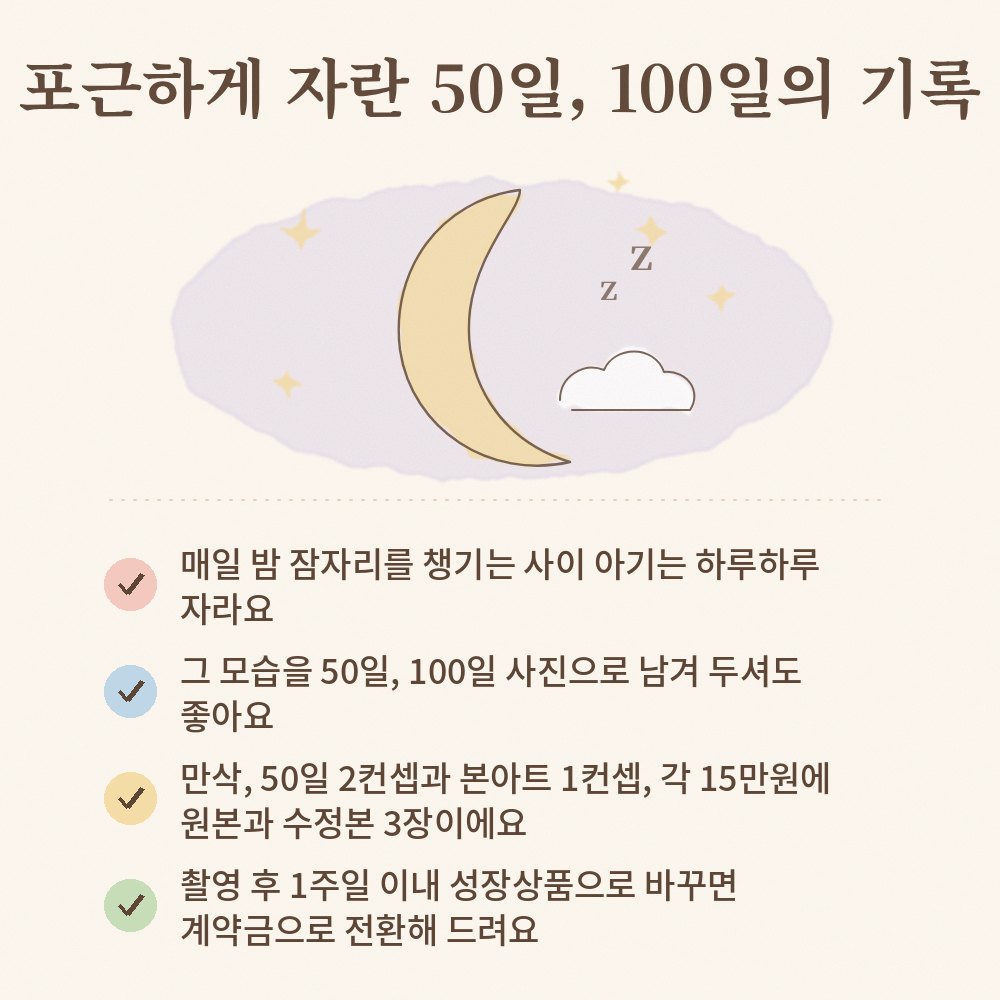 포근하게 자란 50일, 100일의 기록
Z
z
매일 밤 잠자리를 챙기는 사이 아기는 하루하루
자라요
그 모습을 50일, 100일 사진으로 남겨 두셔도
좋아요
만삭, 50일 2컨셉과 본아트 1컨셉, 각 15만원에
원본과 수정본 3장이에요
촬영 후 1주일 이내 성장상품으로 바꾸면
계약금으로 전환해 드려요